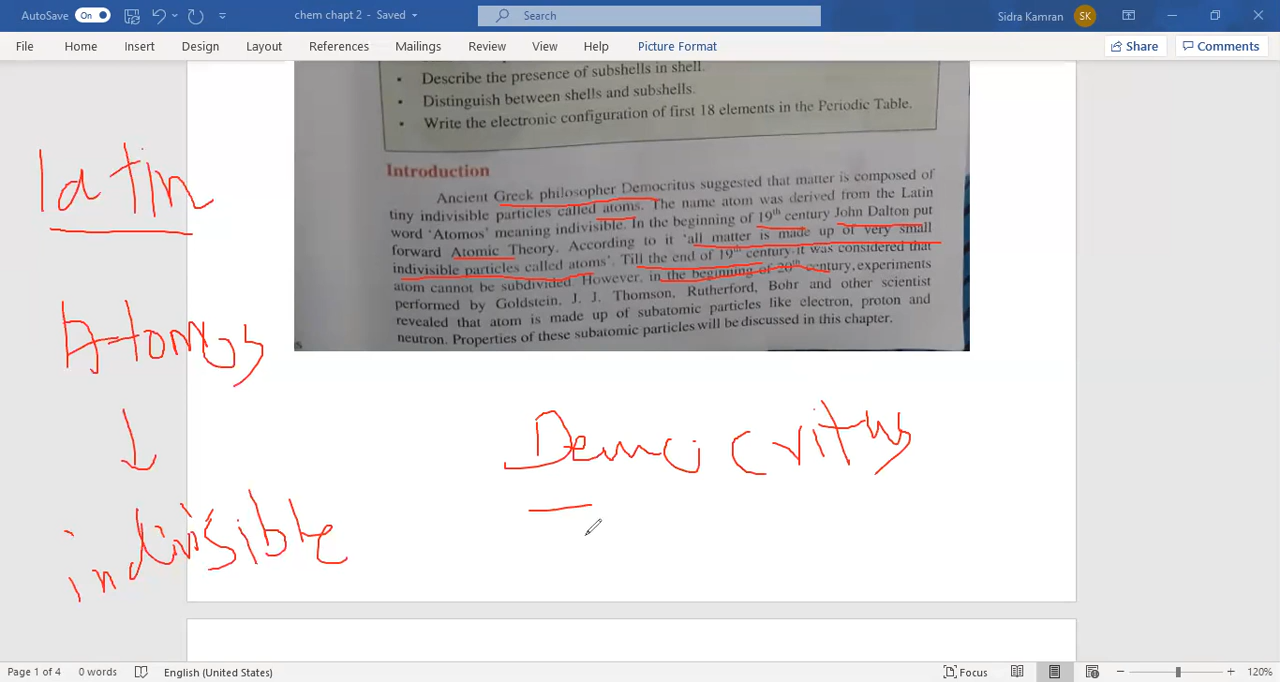 AutoSave On
chem chapt 2 - Saved
Search
Sidra Kamran SK
File Home Insert Design Layout References Mailings Review View Help Picture Format Share Comments
• Describe the presence of subshells in shell.
• Distinguish between shells and subshells.
• Write the electronic configuration of first 18 elements in the Periodic Table.
Introduction
Ancient Greek philosopher Democritus suggested that matter is composed of
tiny indivisible particles called atoms. The name atom was derived from the Latin
word 'Atomos' meaning indivisible. In the beginning of 19th century John Dalton put
forward Atomic Theory. According to it 'all matter is made up of very small
indivisible particles called atoms'. Till the end of 19th century it was considered that
atom cannot be subdivided. However, in the beginning of 20th century, experiments
performed by Goldstein, J. J. Thomson, Rutherford, Bohr and other scientist
revealed that atom is made up of subatomic particles like electron, proton and
neutron. Properties of these subatomic particles will be discussed in this chapter.
latin
Atomos
indivisible
Democritus
Page 1 of 4 0 words English (United States) Focus 120%